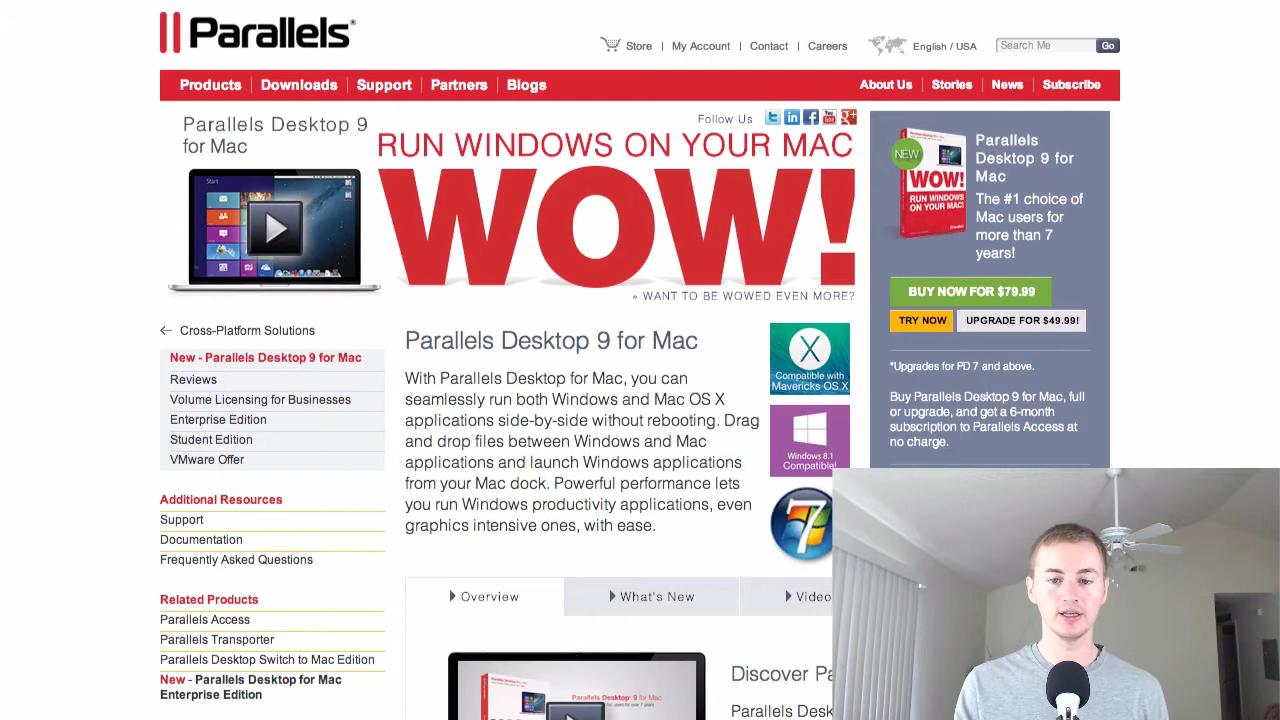 Parallels®
Store | My Account | Contact | Careers
English / USA
Search Me
Go
Products
Downloads
Support
Partners
Blogs
About Us
Stories
News
Subscribe
Parallels Desktop 9
for Mac
Start
Follow Us
You
Tube
RUN WINDOWS ON YOUR MAC
WOW!
» WANT TO BE WOWED EVEN MORE?
NEW
WOW!
RUN WINDOWS
ON YOUR MAC!
Parallels
Desktop 9 for
Mac
The #1 choice of
Mac users for
more than 7
years!
BUY NOW FOR $79.99
TRY NOW
UPGRADE FOR $49.99!
*Upgrades for PD 7 and above.
Buy Parallels Desktop 9 for Mac, full
or upgrade, and get a 6-month
subscription to Parallels Access at
no charge.
Cross-Platform Solutions
New - Parallels Desktop 9 for Mac
Reviews
Volume Licensing for Businesses
Enterprise Edition
Student Edition
VMware Offer
Additional Resources
Support
Documentation
Frequently Asked Questions
Related Products
Parallels Access
Parallels Transporter
Parallels Desktop Switch to Mac Edition
New - Parallels Desktop for Mac
Enterprise Edition
Parallels Desktop 9 for Mac
With Parallels Desktop for Mac, you can
seamlessly run both Windows and Mac OS X
applications side-by-side without rebooting. Drag
and drop files between Windows and Mac
applications and launch Windows applications
from your Mac dock. Powerful performance lets
you run Windows productivity applications, even
graphics intensive ones, with ease.
X
Compatible with
Mavericks OS X
Windows 8.1
Compatible!
7
Overview
What's New
Video
Parallels Desktop® 9 for Mac
Discover Pa
Parallels Desk